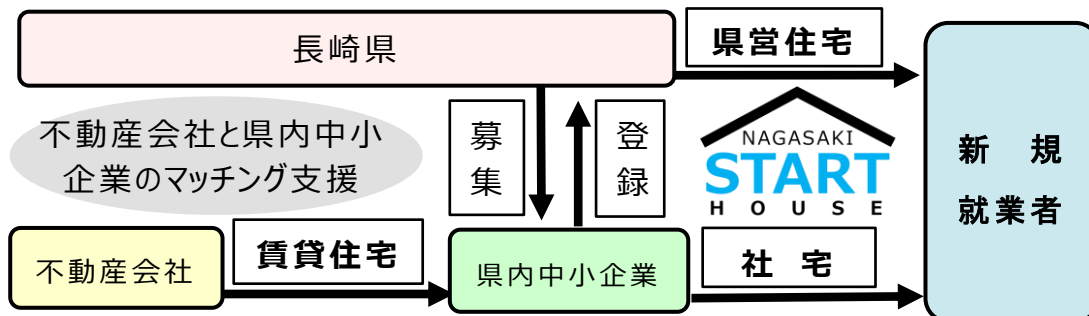 長崎県
県営住宅
不動産会社と県内中小
企業のマッチング支援
募
集
登
録
NAGASAKI
START
HOUSE
新 規
就業者
不動産会社
賃貸住宅
県内中小企業
社 宅